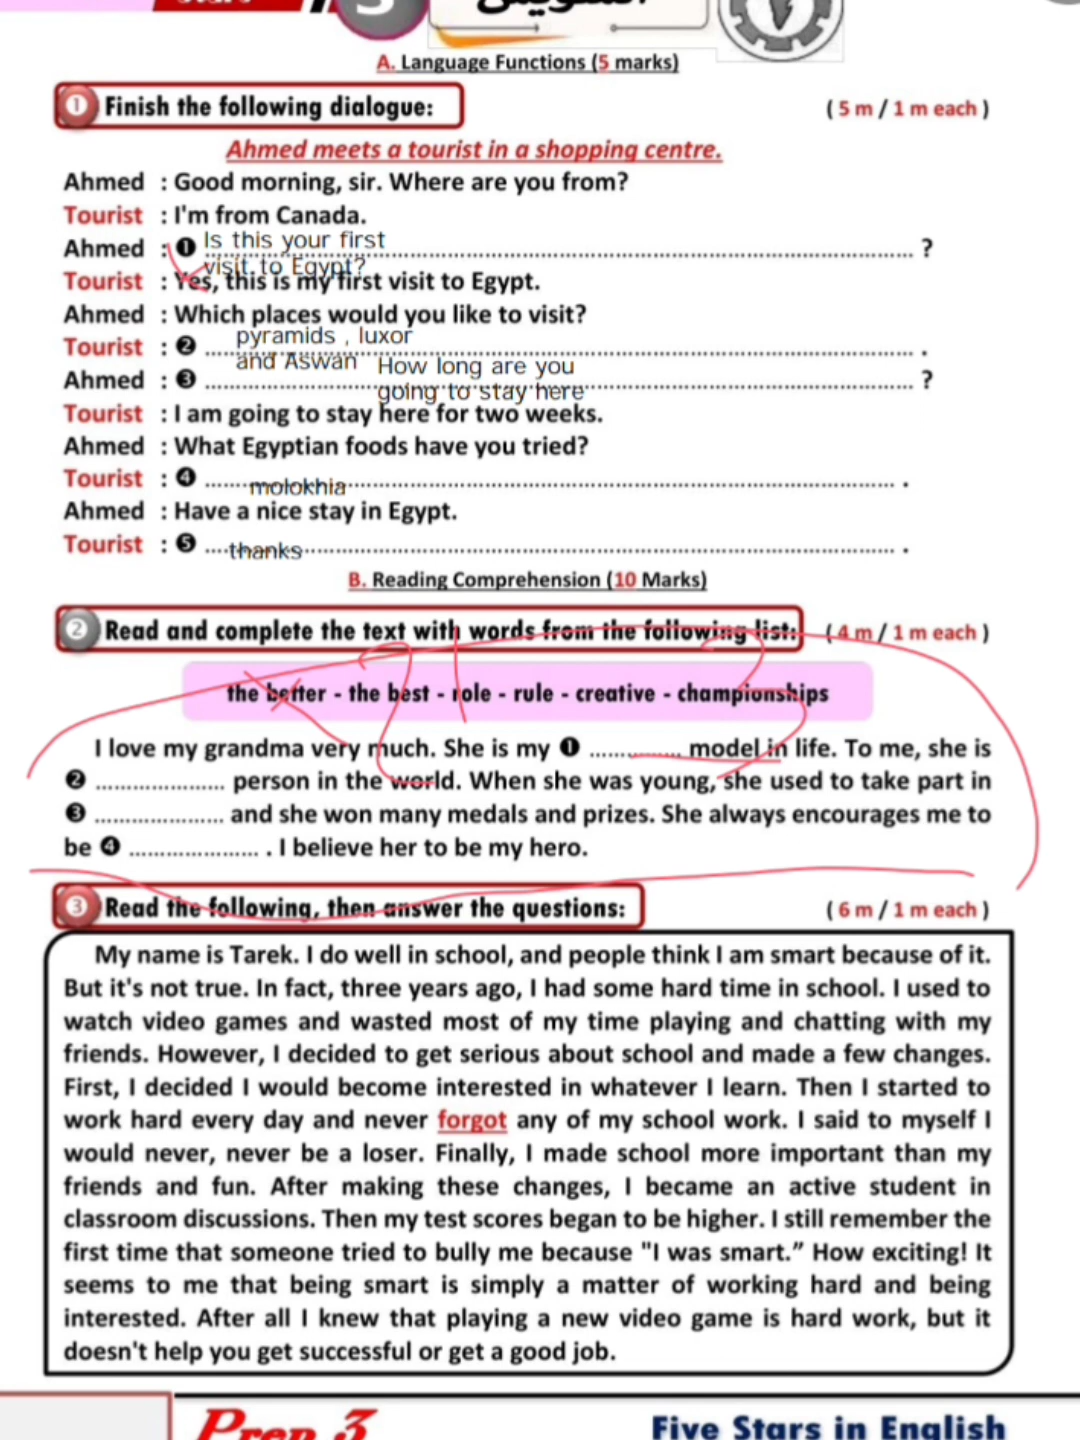 A. Language Functions (5 marks)
1 Finish the following dialogue: ( 5 m / 1 m each )
Ahmed meets a tourist in a shopping centre.
Ahmed : Good morning, sir. Where are you from?
Tourist : I'm from Canada.
Ahmed : ❶ Is this your first
visit to Egypt? ?
Tourist : Yes, this is my first visit to Egypt.
Ahmed : Which places would you like to visit?
Tourist : ❷ pyramids , luxor
and Aswan .
Ahmed : ❸ How long are you
going to stay here ?
Tourist : I am going to stay here for two weeks.
Ahmed : What Egyptian foods have you tried?
Tourist : ❹ molokhia .
Ahmed : Have a nice stay in Egypt.
Tourist : ❺ thanks .
B. Reading Comprehension (10 Marks)
2 Read and complete the text with words from the following list: ( 4 m / 1 m each )
the better - the best - role - rule - creative - championships
I love my grandma very much. She is my ❶ ............... model in life. To me, she is
❷ .................... person in the world. When she was young, she used to take part in
❸ .................... and she won many medals and prizes. She always encourages me to
be ❹ .................... . I believe her to be my hero.
3 Read the following, then answer the questions: ( 6 m / 1 m each )
My name is Tarek. I do well in school, and people think I am smart because of it.
But it's not true. In fact, three years ago, I had some hard time in school. I used to
watch video games and wasted most of my time playing and chatting with my
friends. However, I decided to get serious about school and made a few changes.
First, I decided I would become interested in whatever I learn. Then I started to
work hard every day and never forgot any of my school work. I said to myself I
would never, never be a loser. Finally, I made school more important than my
friends and fun. After making these changes, I became an active student in
classroom discussions. Then my test scores began to be higher. I still remember the
first time that someone tried to bully me because "I was smart.” How exciting! It
seems to me that being smart is simply a matter of working hard and being
interested. After all I knew that playing a new video game is hard work, but it
doesn't help you get successful or get a good job.
Prep 3 Five Stars in English